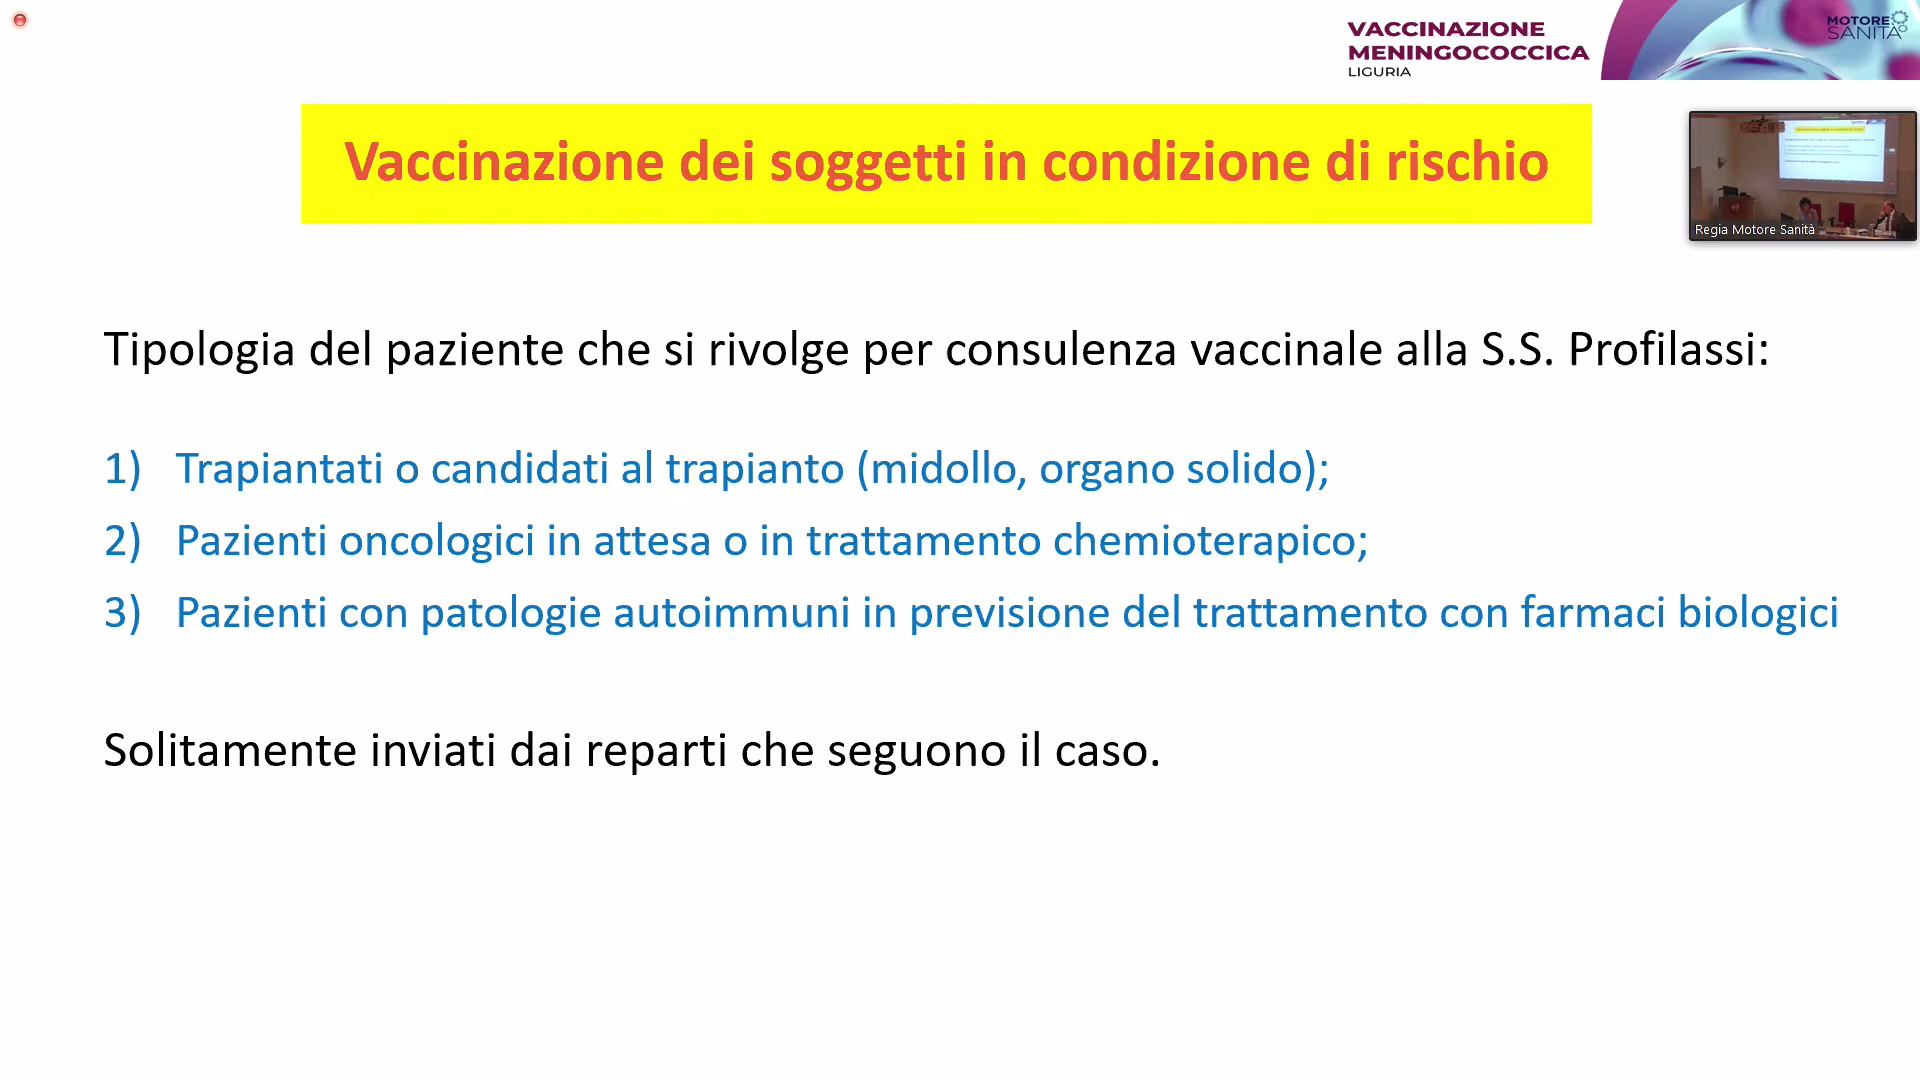 VACCINAZIONE
MENINGOCOCCICA
LIGURIA
MOTORE
SANITÀ
Vaccinazione dei soggetti in condizione di rischio
Regia Motore Sanità
Tipologia del paziente che si rivolge per consulenza vaccinale alla S.S. Profilassi:
1) Trapiantati o candidati al trapianto (midollo, organo solido);
2) Pazienti oncologici in attesa o in trattamento chemioterapico;
3) Pazienti con patologie autoimmuni in previsione del trattamento con farmaci biologici
Solitamente inviati dai reparti che seguono il caso.